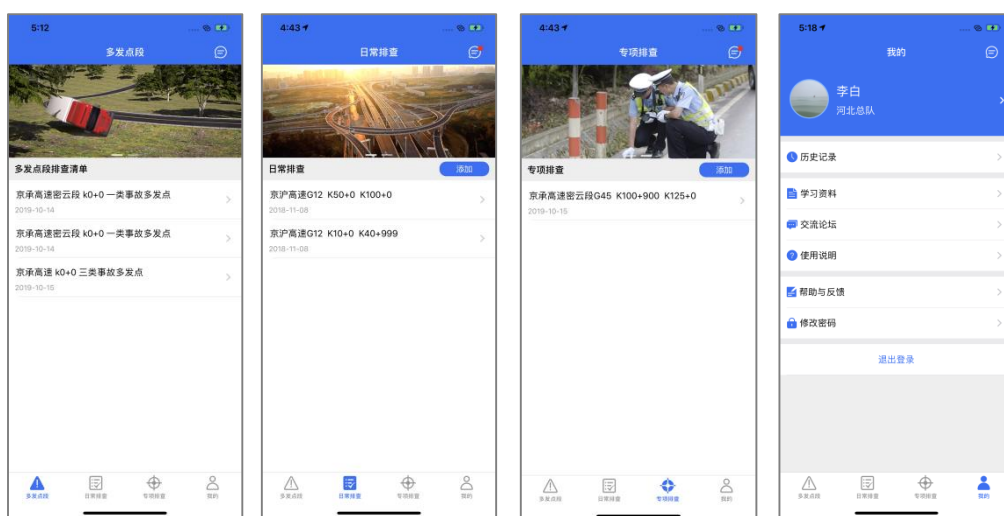 5:12
多发点段
多发点段排查清单
京承高速密云段 k0+0 一类事故多发点
2019-10-14
京承高速密云段 k0+0 一类事故多发点
2019-10-14
京承高速 k0+0 三类事故多发点
2019-10-15
多发点段
日常排查
专项排查
我的
4:43
日常排查
日常排查
添加
京沪高速G12 K50+0 K100+0
2018-11-08
京沪高速G12 K10+0 K40+999
2018-11-08
多发点段
日常排查
专项排查
我的
4:43
专项排查
专项排查
添加
京承高速密云段G45 K100+900 K125+0
2019-10-15
多发点段
日常排查
专项排查
我的
5:18
我的
李白
河北总队
历史记录
学习资料
交流论坛
使用说明
帮助与反馈
修改密码
退出登录
多发点段
日常排查
专项排查
我的